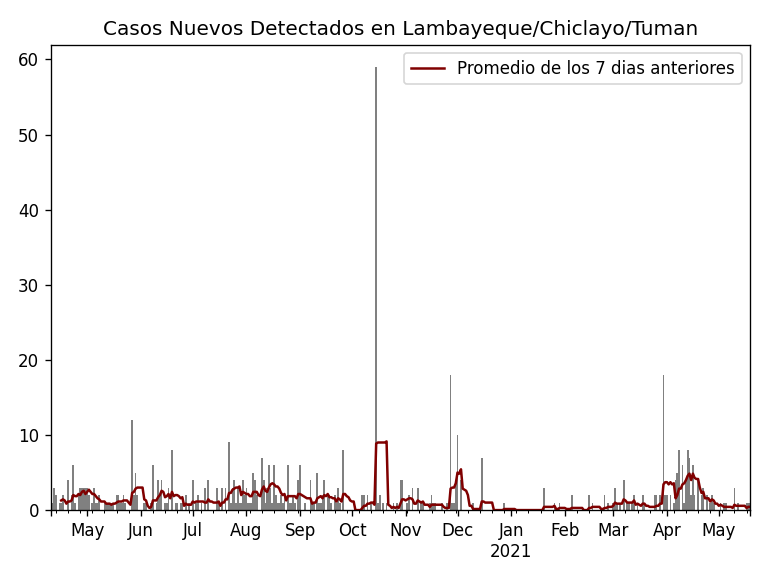 Casos Nuevos Detectados en Lambayeque/Chiclayo/Tuman
Promedio de los 7 dias anteriores
60
50
40
30
20
10
0
May Jun Jul Aug Sep Oct Nov Dec Jan Feb Mar Apr May
2021